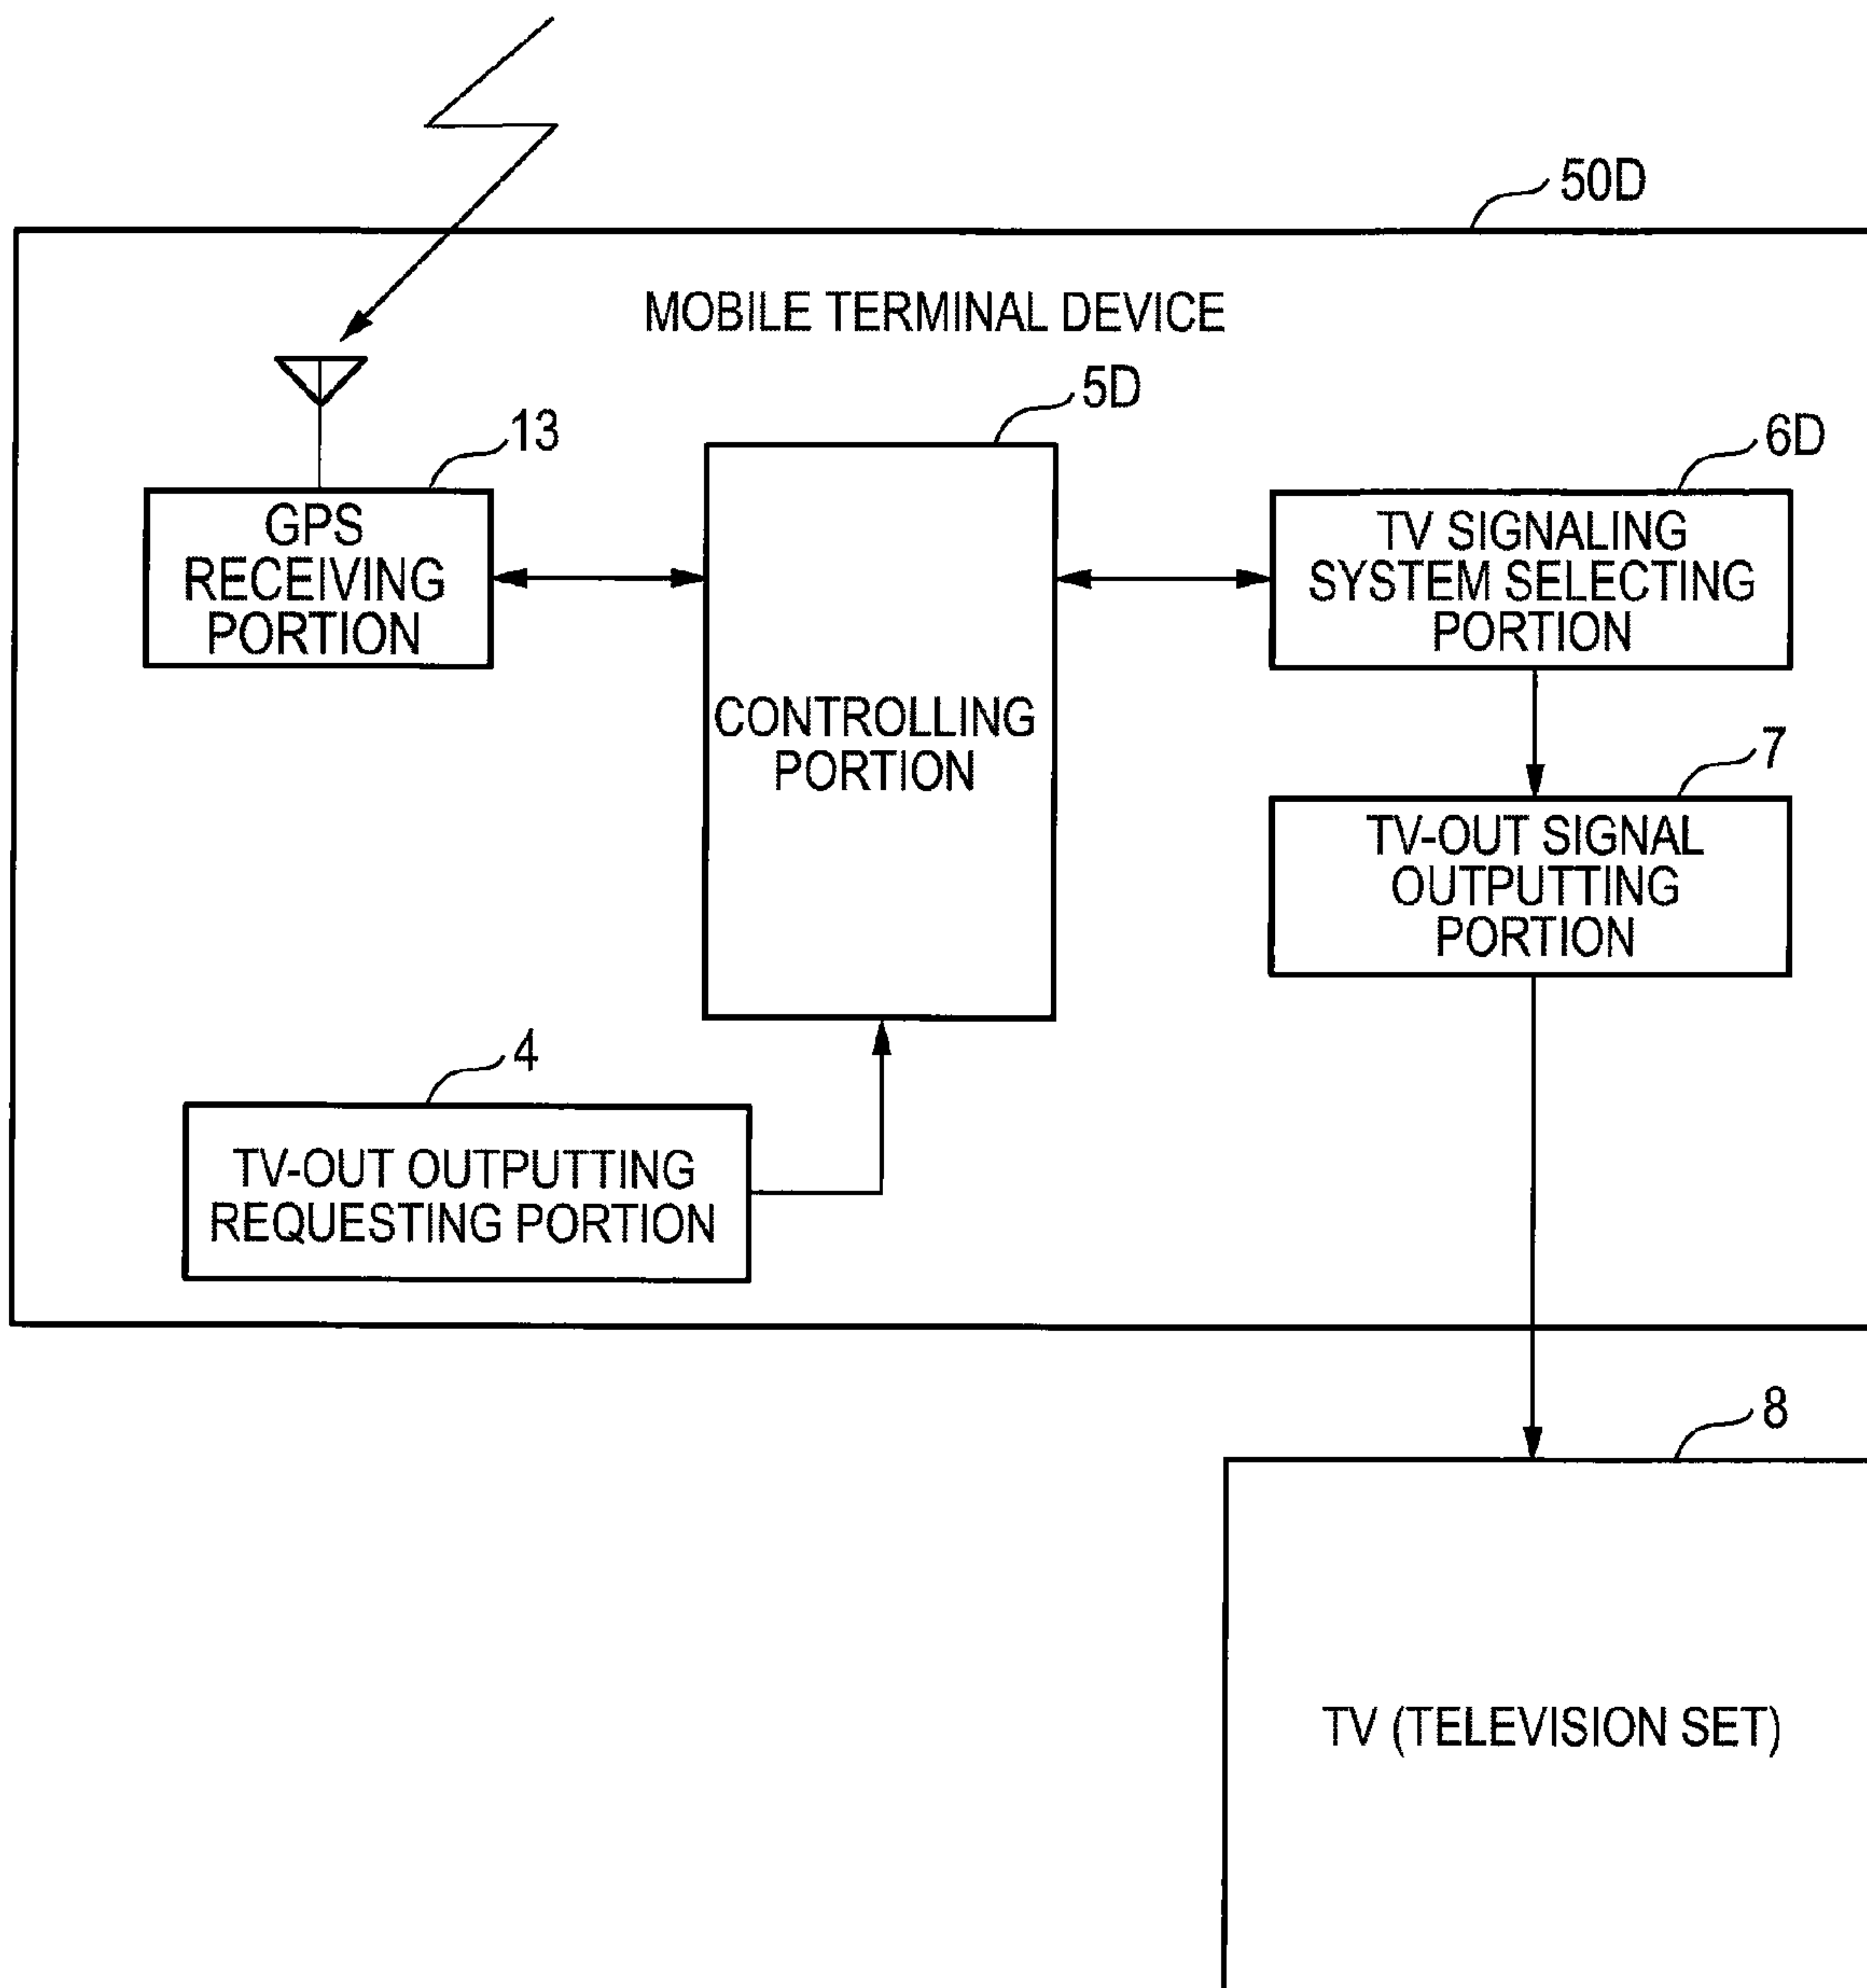 50D
MOBILE TERMINAL DEVICE
5D
13
6D
GPS
RECEIVING
PORTION
TV SIGNALING
SYSTEM SELECTING
PORTION
CONTROLLING
PORTION
7
TV-OUT SIGNAL
OUTPUTTING
PORTION
4
TV-OUT OUTPUTTING
REQUESTING PORTION
8
TV (TELEVISION SET)